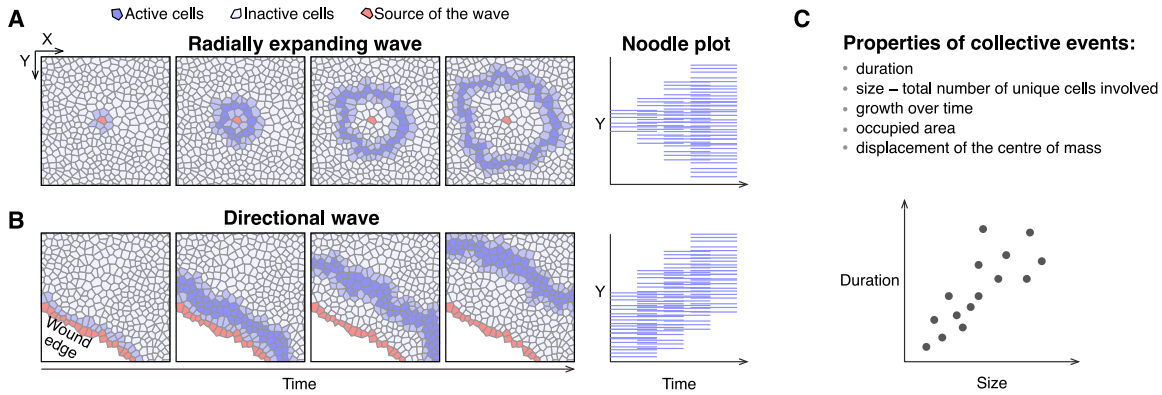 Active cells
Inactive cells
Source of the wave
A
X
Y
Radially expanding wave
Noodle plot
Y
B
Directional wave
Wound
edge
Y
Time
Time
C
Properties of collective events:
• duration
• size – total number of unique cells involved
• growth over time
• occupied area
• displacement of the centre of mass
Duration
Size